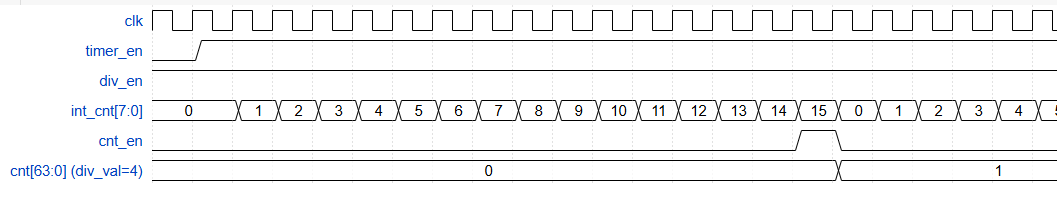 clk
timer_en
div_en
int_cnt[7:0] 0 1 2 3 4 5 6 7 8 9 10 11 12 13 14 15 0 1 2 3 4
cnt_en
cnt[63:0] (div_val=4) 0 1